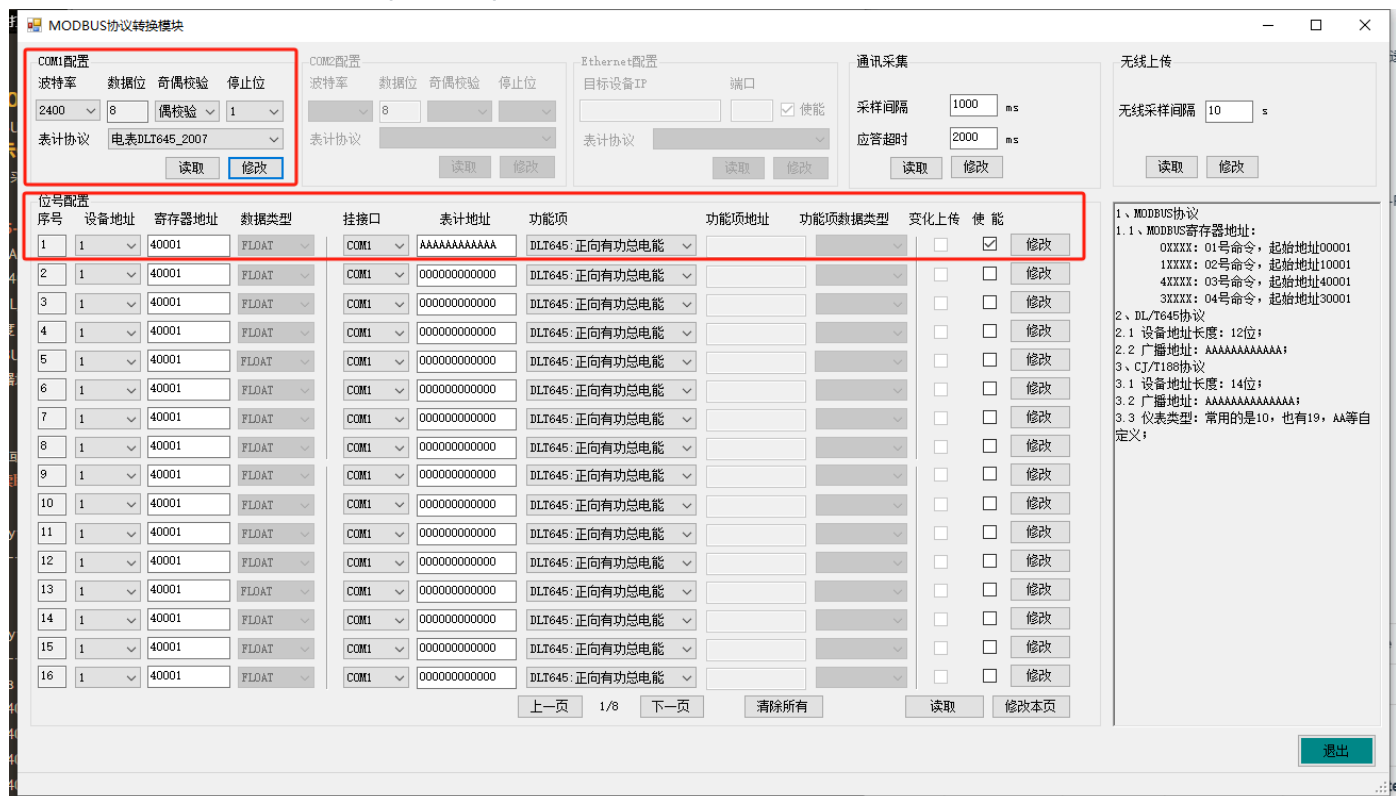 MODBUS协议转换模块
COM1配置
波特率 数据位 奇偶校验 停止位
2400 8 偶校验 1
表计协议 电表DLT645_2007
读取 修改
COM2配置
波特率 数据位 奇偶校验 停止位
8
表计协议
读取 修改
Ethernet配置
目标设备IP 端口
使能
表计协议
读取 修改
通讯采集
采样间隔 1000 ms
应答超时 2000 ms
读取 修改
无线上传
无线采样间隔 10 s
读取 修改
位号配置
序号 设备地址 寄存器地址 数据类型 挂接口 表计地址 功能项 功能项地址 功能项数据类型 变化上传 使 能
1 1 40001 FLOAT COM1 AAAAAAAAAAAA DLT645:正向有功总电能 修改
2 1 40001 FLOAT COM1 000000000000 DLT645:正向有功总电能 修改
3 1 40001 FLOAT COM1 000000000000 DLT645:正向有功总电能 修改
4 1 40001 FLOAT COM1 000000000000 DLT645:正向有功总电能 修改
5 1 40001 FLOAT COM1 000000000000 DLT645:正向有功总电能 修改
6 1 40001 FLOAT COM1 000000000000 DLT645:正向有功总电能 修改
7 1 40001 FLOAT COM1 000000000000 DLT645:正向有功总电能 修改
8 1 40001 FLOAT COM1 000000000000 DLT645:正向有功总电能 修改
9 1 40001 FLOAT COM1 000000000000 DLT645:正向有功总电能 修改
10 1 40001 FLOAT COM1 000000000000 DLT645:正向有功总电能 修改
11 1 40001 FLOAT COM1 000000000000 DLT645:正向有功总电能 修改
12 1 40001 FLOAT COM1 000000000000 DLT645:正向有功总电能 修改
13 1 40001 FLOAT COM1 000000000000 DLT645:正向有功总电能 修改
14 1 40001 FLOAT COM1 000000000000 DLT645:正向有功总电能 修改
15 1 40001 FLOAT COM1 000000000000 DLT645:正向有功总电能 修改
16 1 40001 FLOAT COM1 000000000000 DLT645:正向有功总电能 修改
上一页 1/8 下一页 清除所有 读取 修改本页
1、MODBUS协议
1.1、MODBUS寄存器地址:
0XXXX: 01号命令，起始地址00001
1XXXX: 02号命令，起始地址10001
4XXXX: 03号命令，起始地址40001
3XXXX: 04号命令，起始地址30001
2、DL/T645协议
2.1 设备地址长度: 12位;
2.2 广播地址: AAAAAAAAAAAA;
3、CJ/T188协议
3.1 设备地址长度: 14位;
3.2 广播地址: AAAAAAAAAAAAAA;
3.3 仪表类型: 常用的是10，也有19，AA等自
定义;
退出